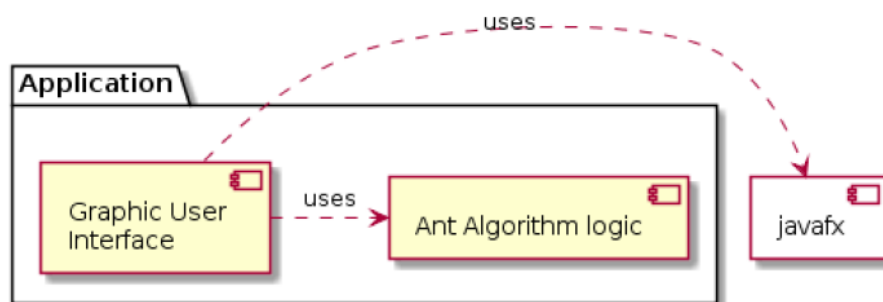 uses
Application
Graphic User
Interface
uses
Ant Algorithm logic
javafx